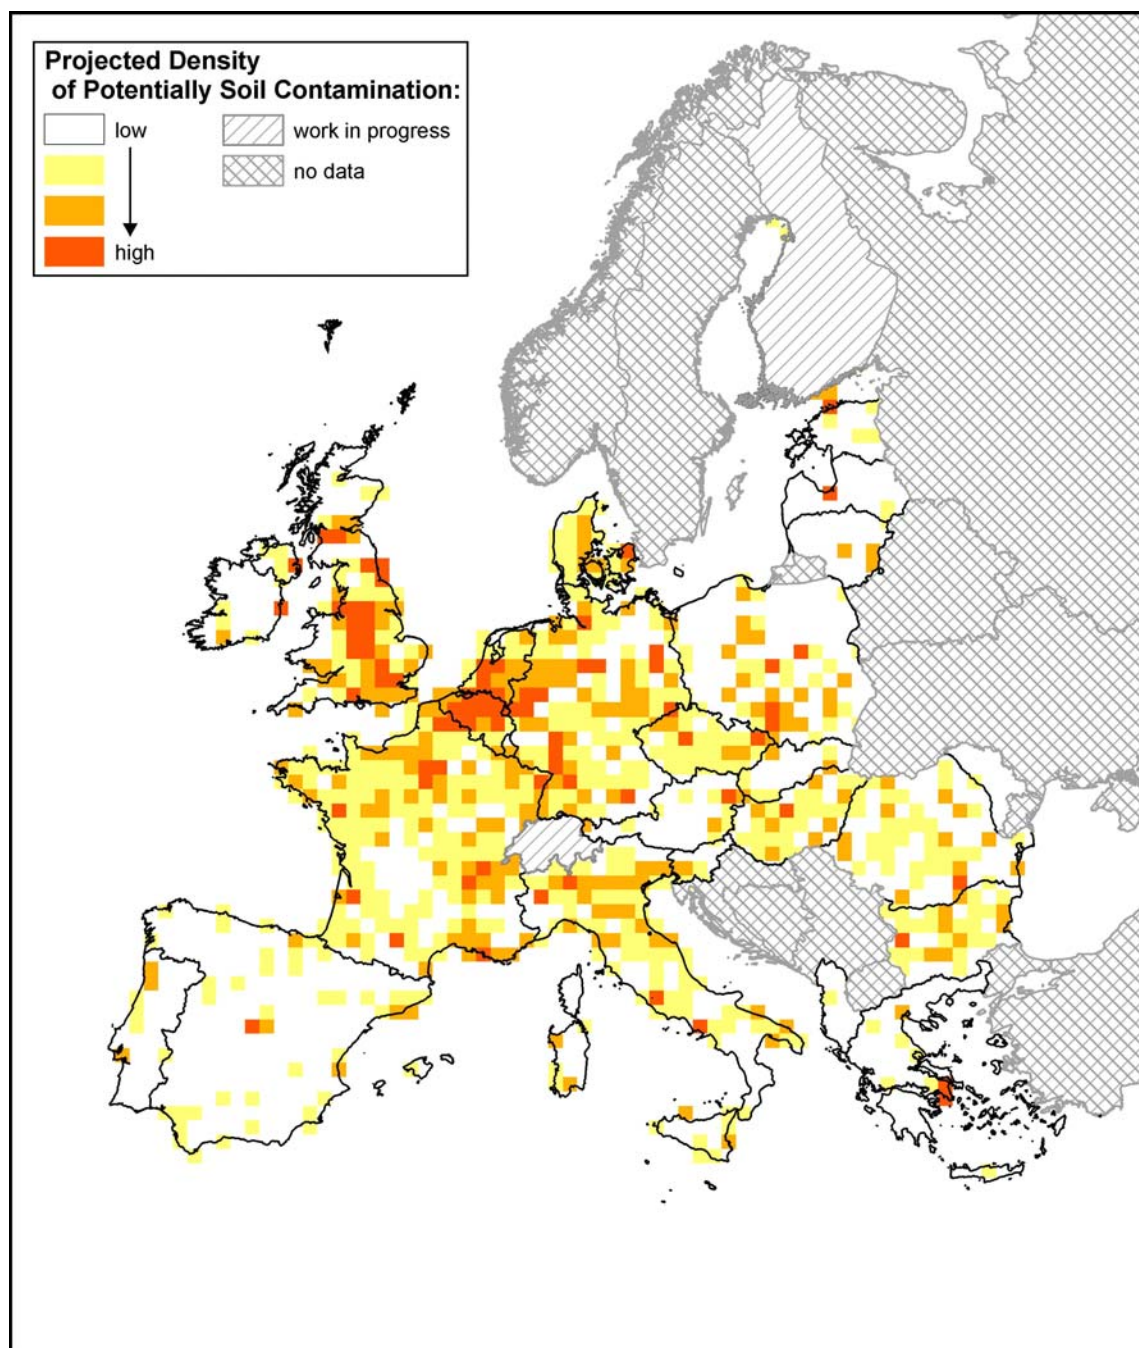 Projected Density
of Potentially Soil Contamination:
low
work in progress
no data
high